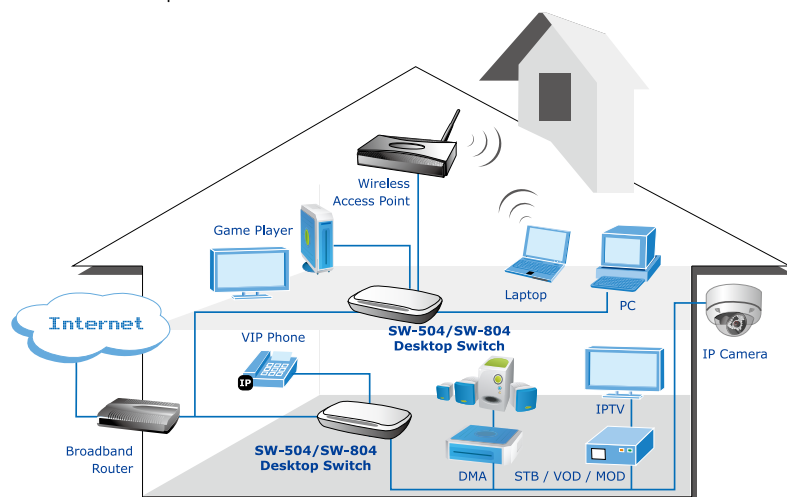 Wireless
Access Point
Game Player
Laptop
PC
Internet
SW-504/SW-804
Desktop Switch
IP Camera
VIP Phone
IP
IPTV
Broadband
Router
SW-504/SW-804
Desktop Switch
DMA
STB / VOD / MOD